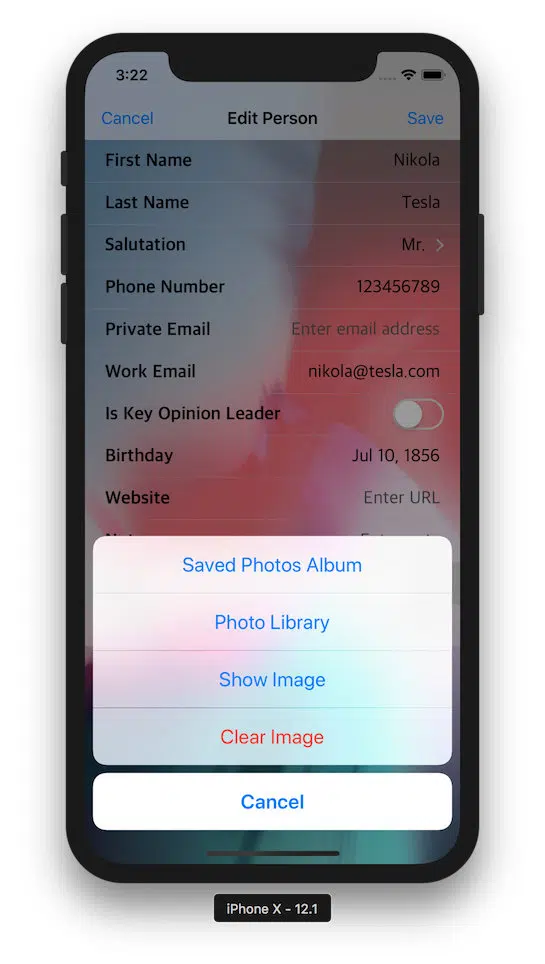 3:22
Cancel Edit Person Save
First Name Nikola
Last Name Tesla
Salutation Mr.
Phone Number 123456789
Private Email Enter email address
Work Email nikola@tesla.com
Is Key Opinion Leader
Birthday Jul 10, 1856
Website Enter URL
Saved Photos Album
Photo Library
Show Image
Clear Image
Cancel
iPhone X - 12.1